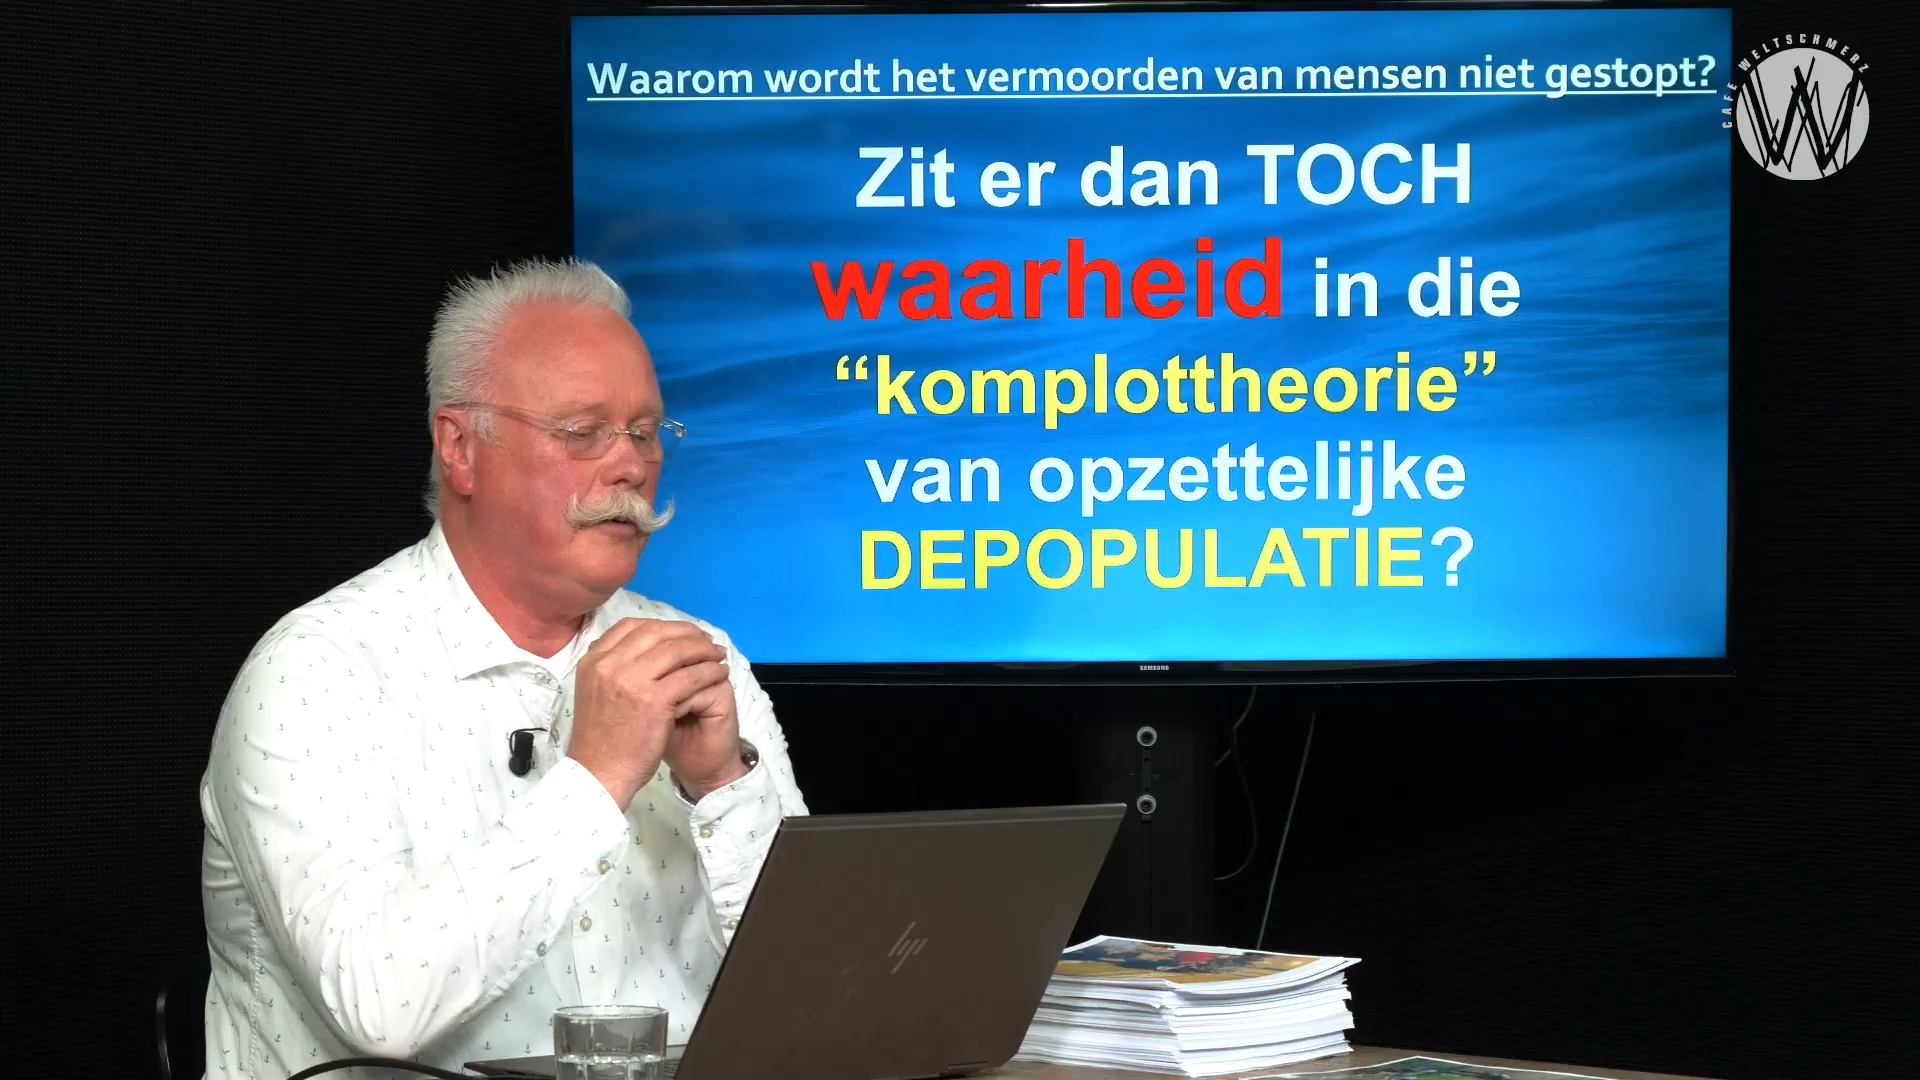 Waarom wordt het vermoorden van mensen niet gestopt?
Zit er dan TOCH
waarheid in die
“komplottheorie”
van opzettelijke
DEPOPULATIE?
CAFE WELTSCHMERZ
SAMSUNG
hp